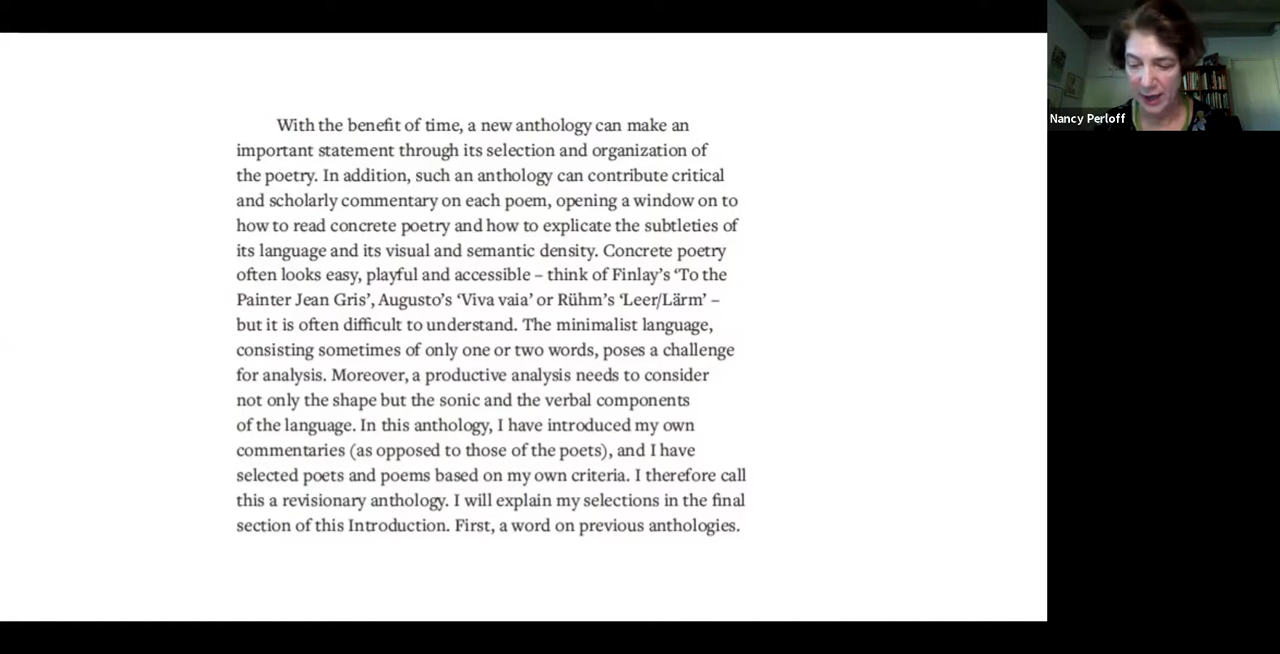 With the benefit of time, a new anthology can make an
important statement through its selection and organization of
the poetry. In addition, such an anthology can contribute critical
and scholarly commentary on each poem, opening a window on to
how to read concrete poetry and how to explicate the subtleties of
its language and its visual and semantic density. Concrete poetry
often looks easy, playful and accessible – think of Finlay’s ‘To the
Painter Jean Gris’, Augusto’s ‘Viva vaia’ or Rühm’s ‘Leer/Lärm’ –
but it is often difficult to understand. The minimalist language,
consisting sometimes of only one or two words, poses a challenge
for analysis. Moreover, a productive analysis needs to consider
not only the shape but the sonic and the verbal components
of the language. In this anthology, I have introduced my own
commentaries (as opposed to those of the poets), and I have
selected poets and poems based on my own criteria. I therefore call
this a revisionary anthology. I will explain my selections in the final
section of this Introduction. First, a word on previous anthologies.
Nancy Perloff